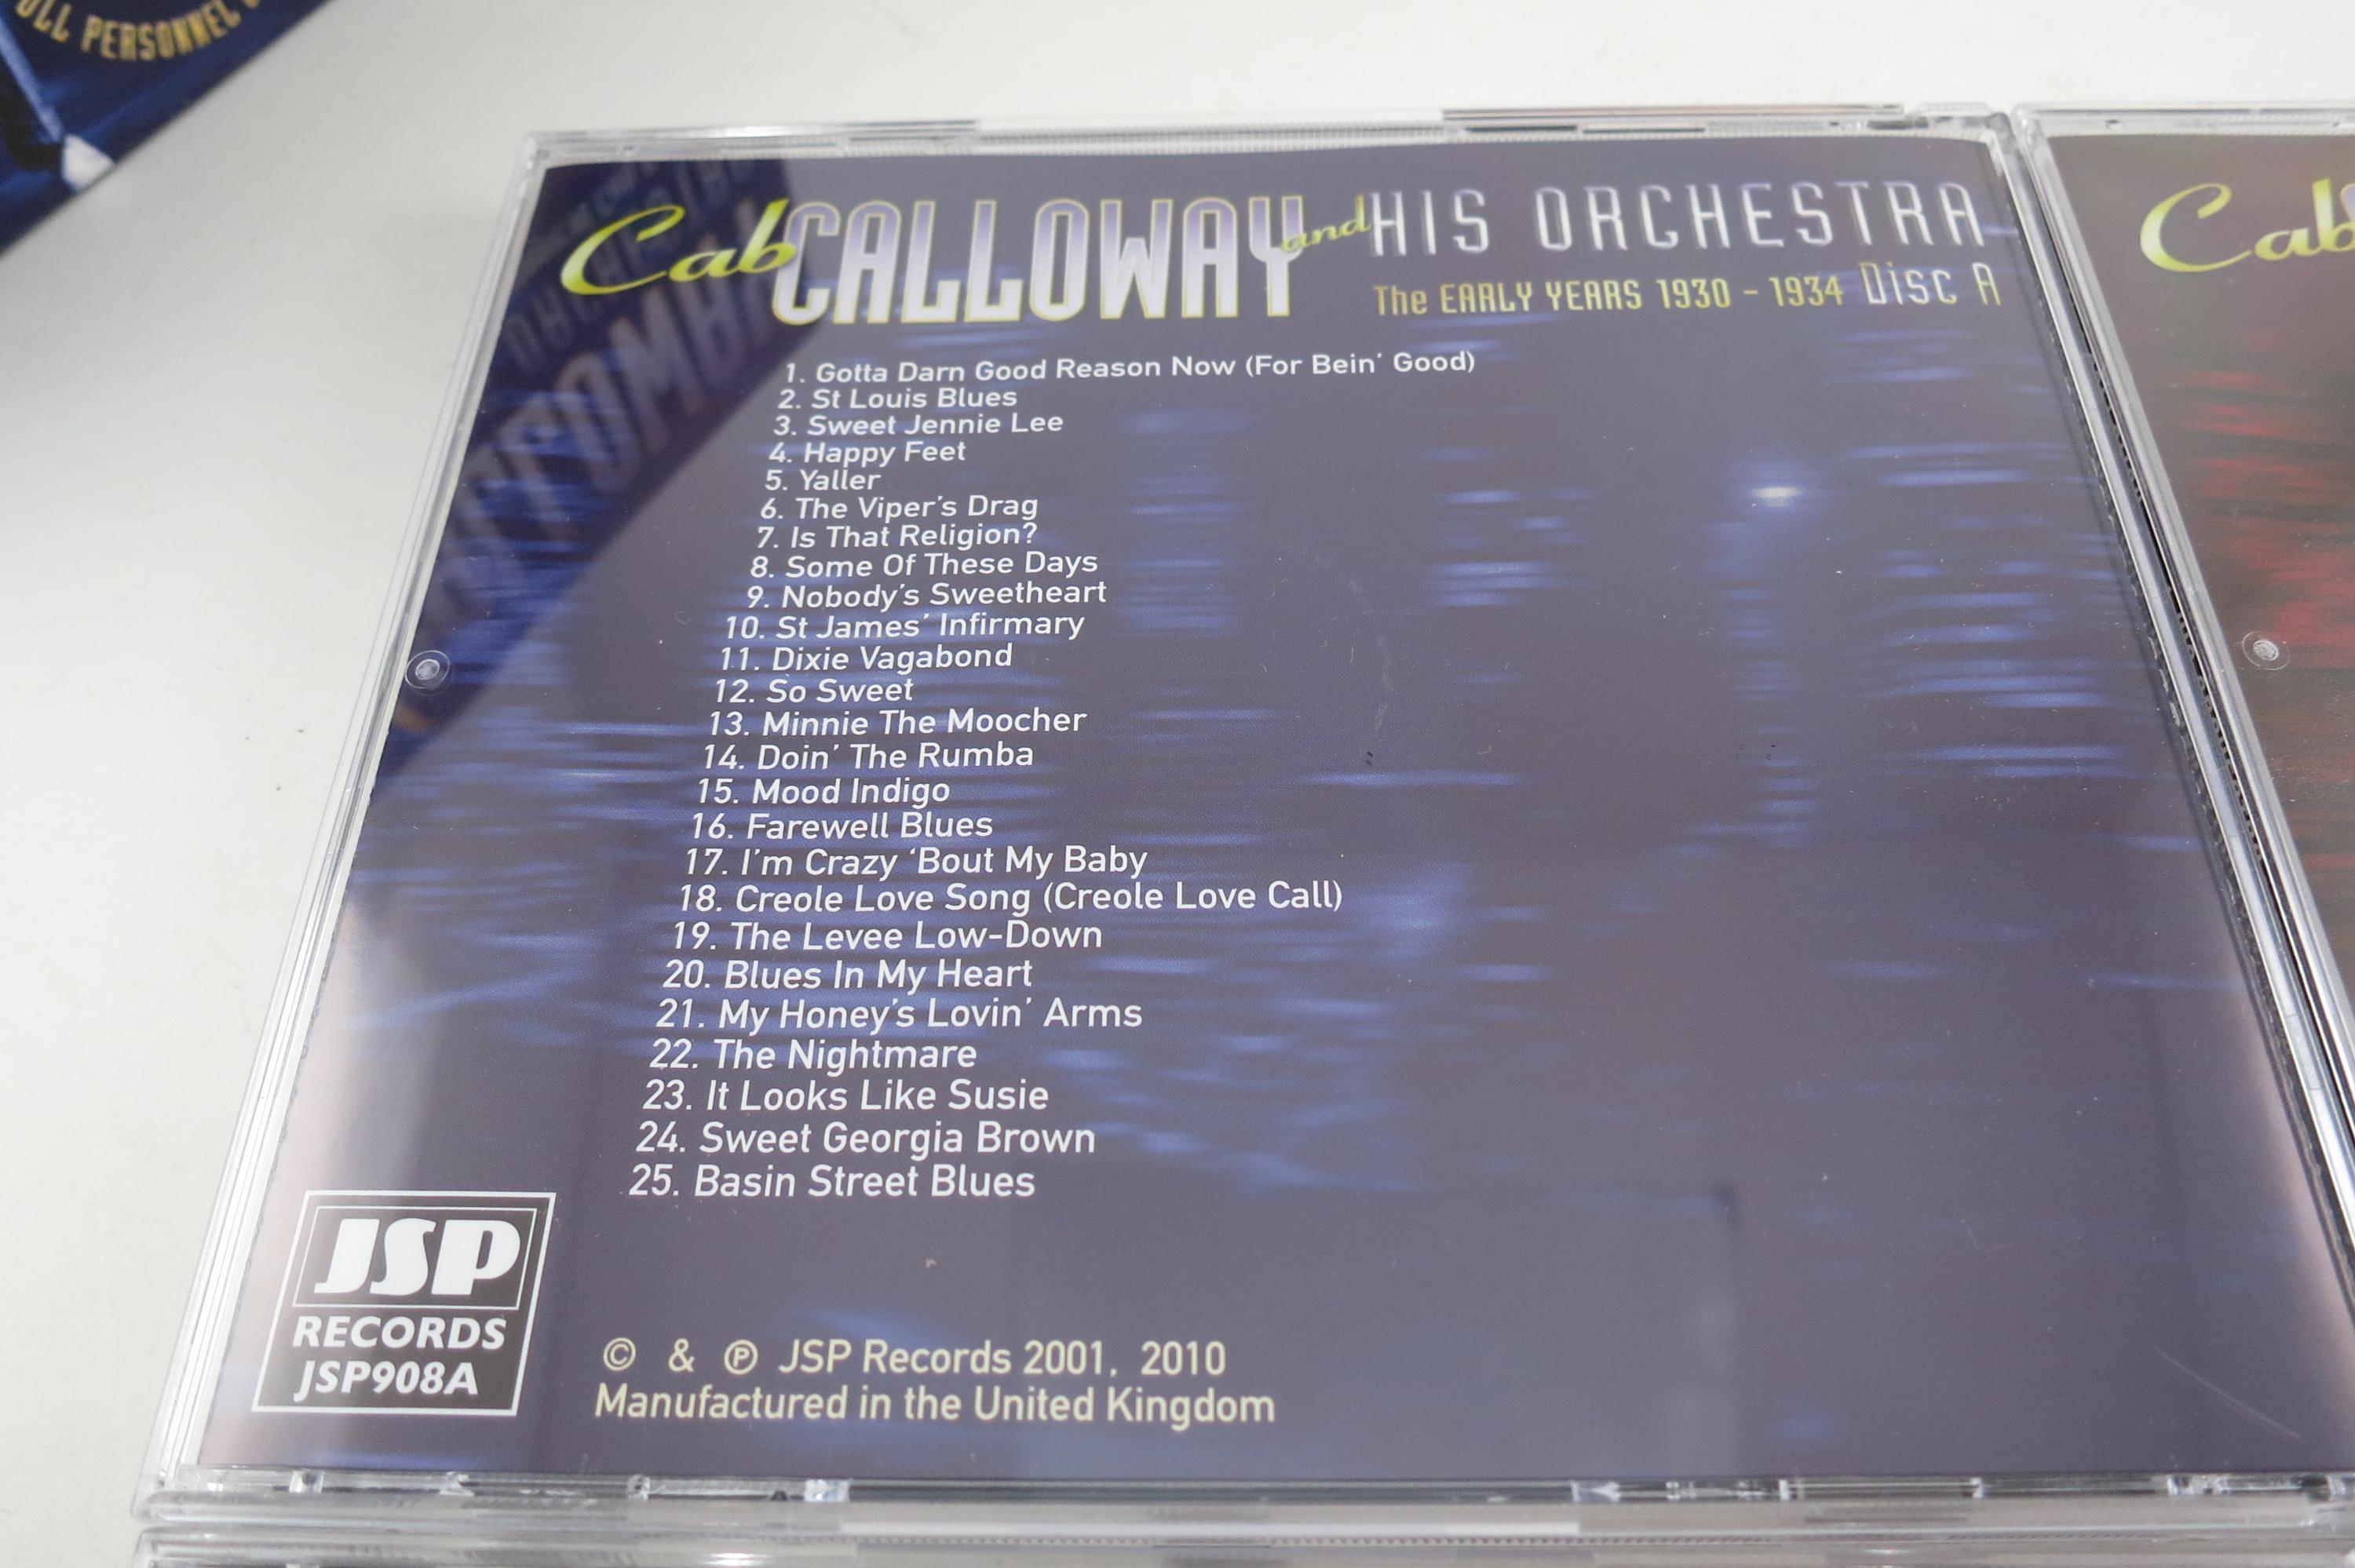 PERSONNEL
Cab CALLOWAY and HIS ORCHESTRA
The EARLY YEARS 1930 - 1934 Disc A
1. Gotta Darn Good Reason Now (For Bein' Good)
2. St Louis Blues
3. Sweet Jennie Lee
4. Happy Feet
5. Yaller
6. The Viper's Drag
7. Is That Religion?
8. Some Of These Days
9. Nobody's Sweetheart
10. St James' Infirmary
11. Dixie Vagabond
12. So Sweet
13. Minnie The Moocher
14. Doin' The Rumba
15. Mood Indigo
16. Farewell Blues
17. I'm Crazy 'Bout My Baby
18. Creole Love Song (Creole Love Call)
19. The Levee Low-Down
20. Blues In My Heart
21. My Honey's Lovin' Arms
22. The Nightmare
23. It Looks Like Susie
24. Sweet Georgia Brown
25. Basin Street Blues
JSP
RECORDS
JSP908A
© & ℗ JSP Records 2001, 2010
Manufactured in the United Kingdom
Cab